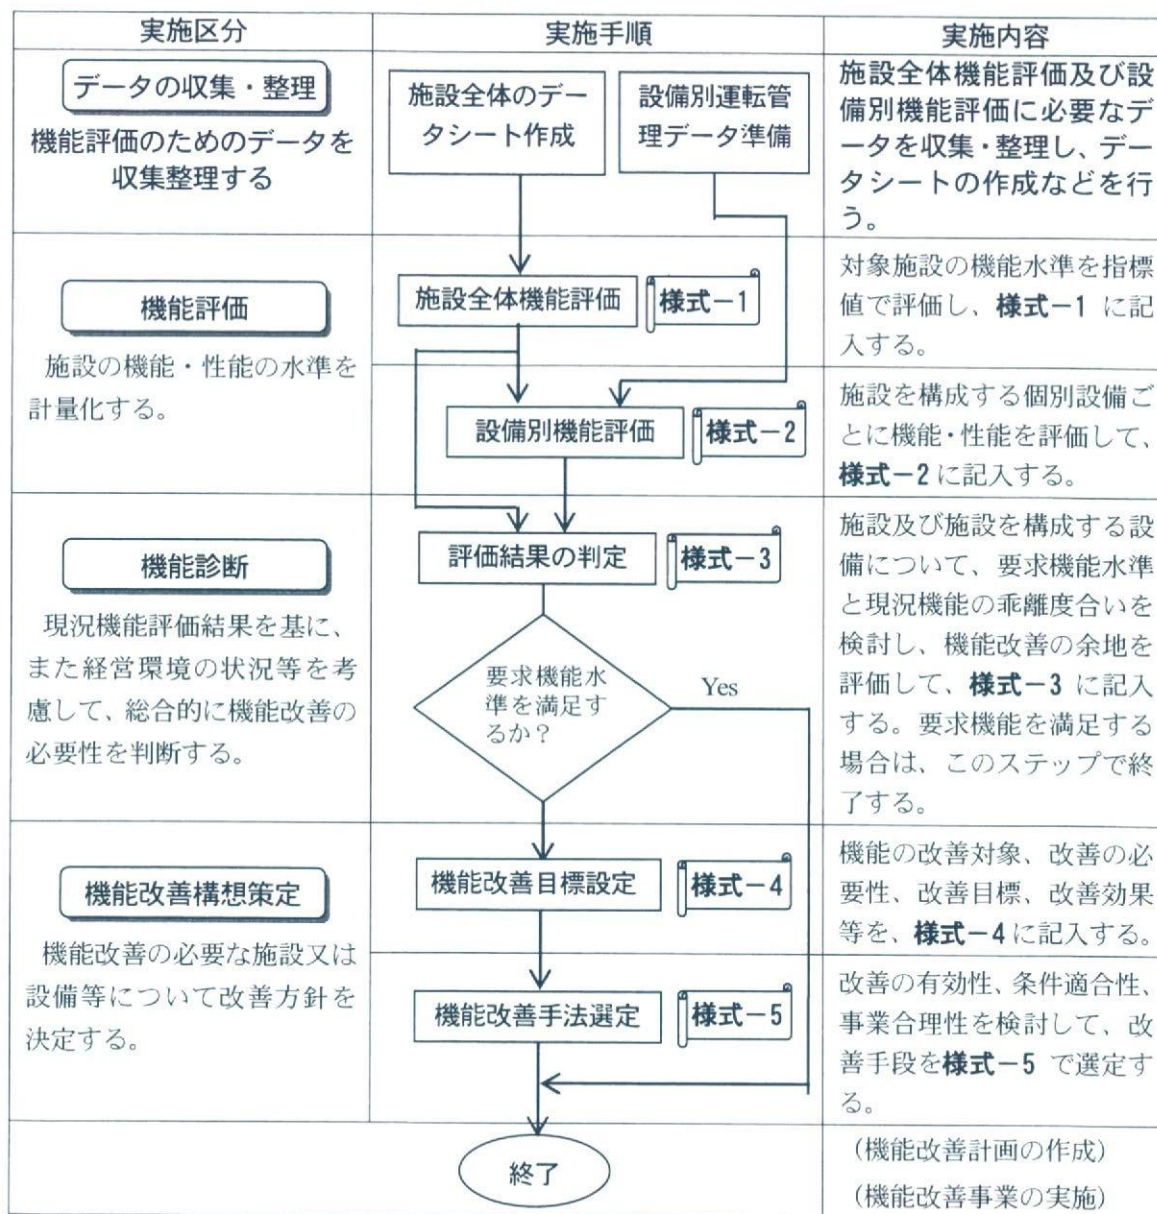 実施区分
実施手順
実施内容
データの収集・整理
機能評価のためのデータを
収集整理する
施設全体のデー
タシート作成
設備別運転管
理データ準備
施設全体機能評価及び設
備別機能評価に必要なデ
ータを収集・整理し、デー
タシートの作成などを行
う。
機能評価
施設の機能・性能の水準を
計量化する。
施設全体機能評価
様式－1
対象施設の機能水準を指標
値で評価し、様式－1 に記
入する。
設備別機能評価
様式－2
施設を構成する個別設備ご
とに機能・性能を評価して、
様式－2に記入する。
機能診断
現況機能評価結果を基に、
また経営環境の状況等を考
慮して、総合的に機能改善の
必要性を判断する。
評価結果の判定
様式－3
要求機能水
準を満足す
るか？
Yes
施設及び施設を構成する設
備について、要求機能水準
と現況機能の乖離度合いを
検討し、機能改善の余地を
評価して、様式－3 に記入
する。要求機能を満足する
場合は、このステップで終
了する。
機能改善構想策定
機能改善の必要な施設又は
設備等について改善方針を
決定する。
機能改善目標設定
様式－4
機能の改善対象、改善の必
要性、改善目標、改善効果
等を、様式－4に記入する。
機能改善手法選定
様式－5
改善の有効性、条件適合性、
事業合理性を検討して、改
善手段を様式－5 で選定す
る。
終了
（機能改善計画の作成）
（機能改善事業の実施）